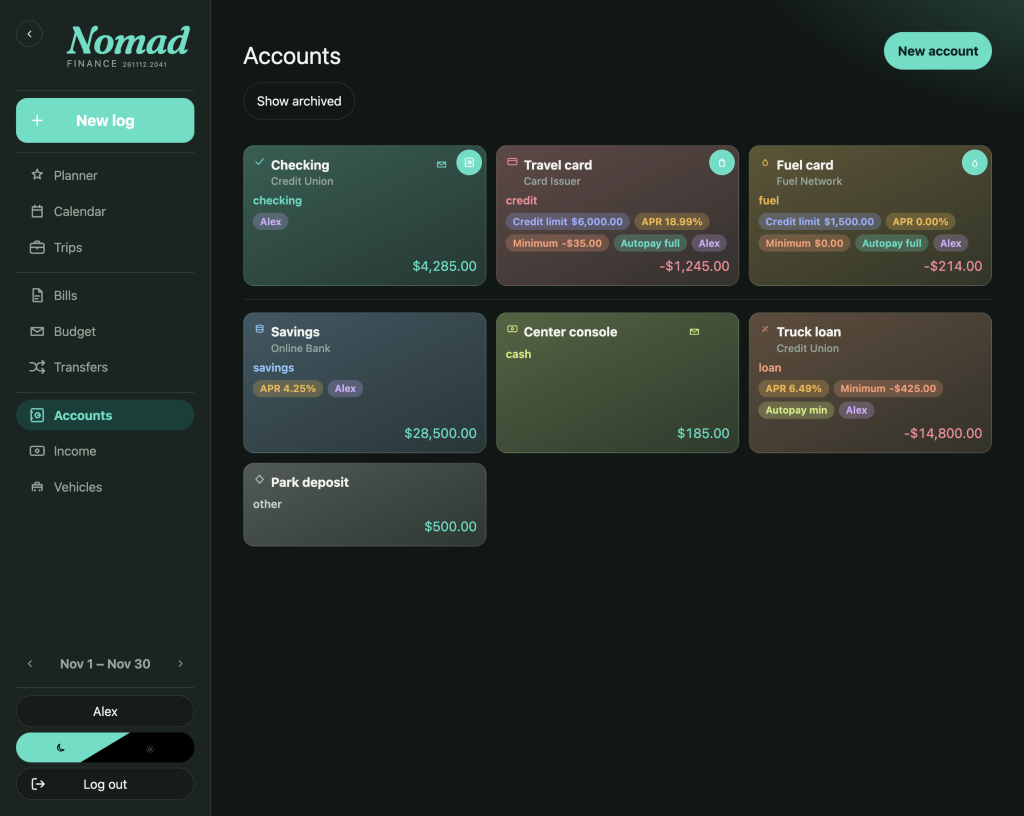 Nomad
FINANCE 261112.2041
New log
Planner
Calendar
Trips
Bills
Budget
Transfers
Accounts
Income
Vehicles
Nov 1 – Nov 30
Alex
Log out
Accounts
New account
Show archived
Checking
Credit Union
checking
Alex
$4,285.00
Travel card
Card Issuer
credit
Credit limit $6,000.00 APR 18.99%
Minimum -$35.00 Autopay full Alex
-$1,245.00
Fuel card
Fuel Network
fuel
Credit limit $1,500.00 APR 0.00%
Minimum $0.00 Autopay full Alex
-$214.00
Savings
Online Bank
savings
APR 4.25% Alex
$28,500.00
Center console
cash
$185.00
Truck loan
Credit Union
loan
APR 6.49% Minimum -$425.00
Autopay min Alex
-$14,800.00
Park deposit
other
$500.00